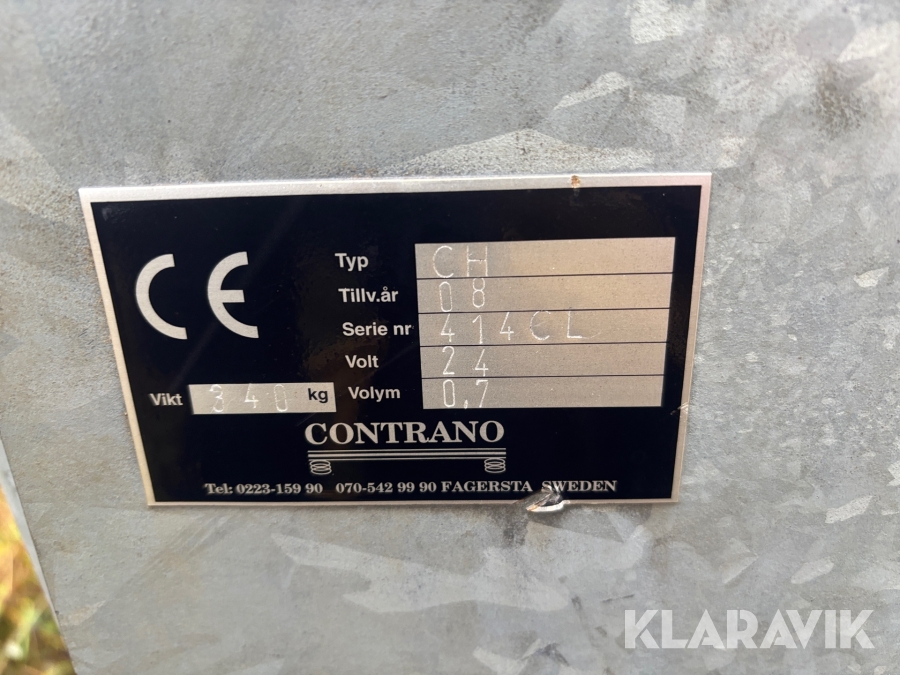 CE
Typ CH
Tillv.år 08
Serie nr 414CL
Volt 24
Vikt 340 kg Volym 0,7
CONTRANO
Tel: 0223-159 90 070-542 99 90 FAGERSTA SWEDEN
KLARAVIK